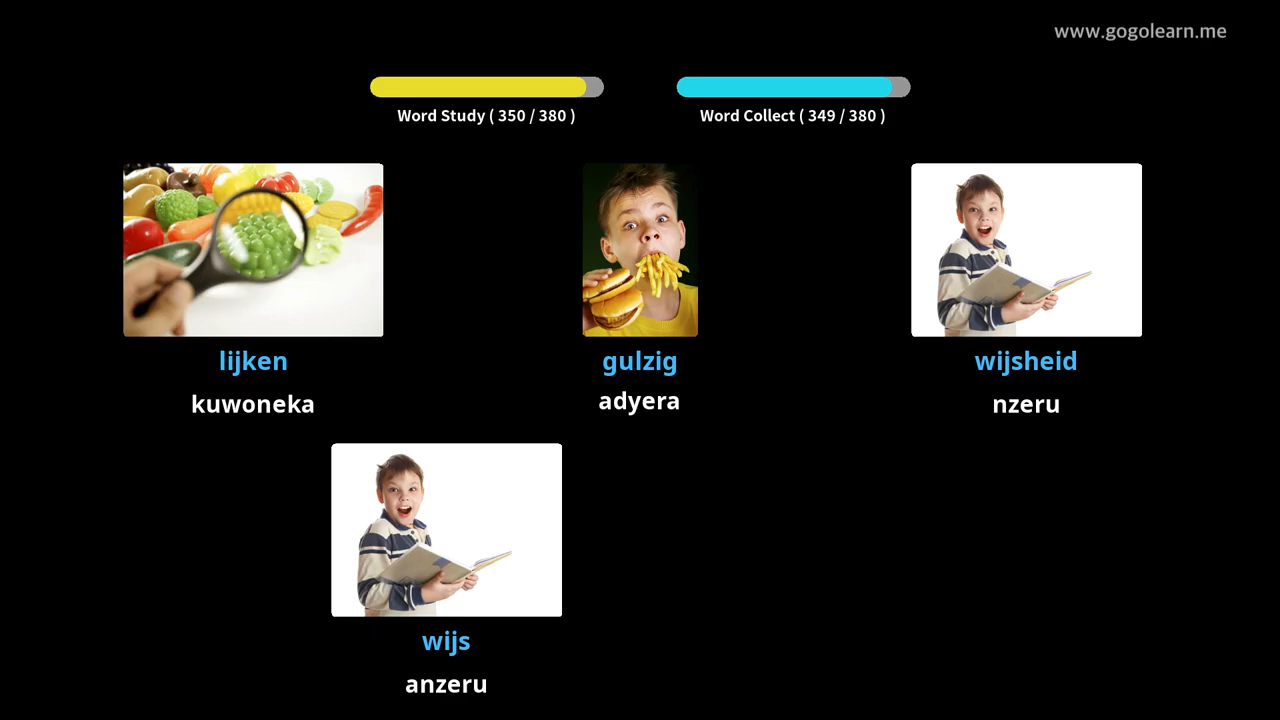 www.gogolearn.me
Word Study ( 350 / 380 )
Word Collect ( 349 / 380 )
lijken
kuwoneka
gulzig
adyera
wijsheid
nzeru
wijs
anzeru